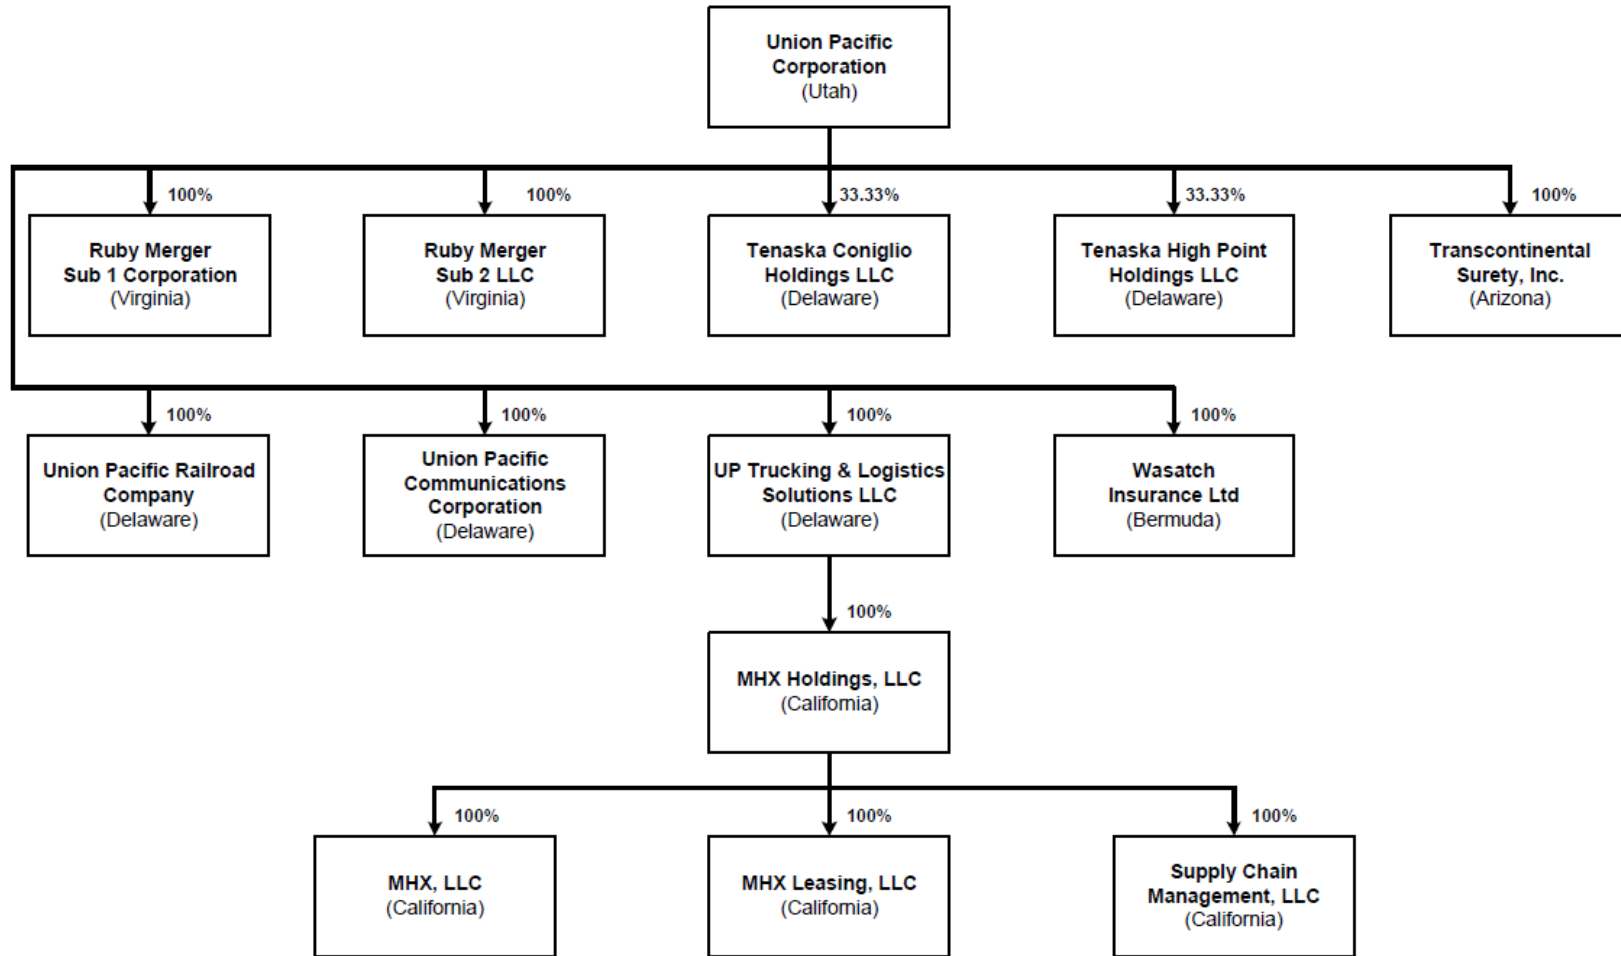 Union Pacific
Corporation
(Utah)
100%
100%
33.33%
33.33%
100%
Ruby Merger
Sub 1 Corporation
(Virginia)
Ruby Merger
Sub 2 LLC
(Virginia)
Tenaska Coniglio
Holdings LLC
(Delaware)
Tenaska High Point
Holdings LLC
(Delaware)
Transcontinental
Surety, Inc.
(Arizona)
100%
100%
100%
100%
Union Pacific Railroad
Company
(Delaware)
Union Pacific
Communications
Corporation
(Delaware)
UP Trucking & Logistics
Solutions LLC
(Delaware)
Wasatch
Insurance Ltd
(Bermuda)
100%
MHX Holdings, LLC
(California)
100%
100%
100%
MHX, LLC
(California)
MHX Leasing, LLC
(California)
Supply Chain
Management, LLC
(California)